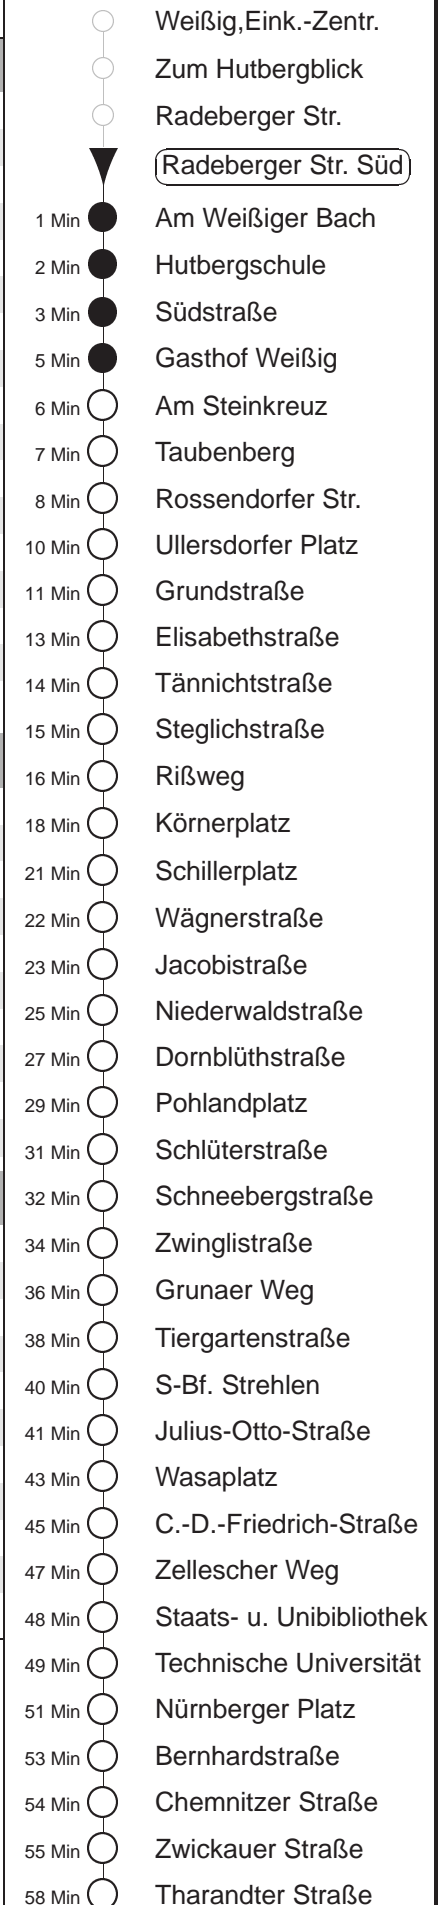 Weißig,Eink.-Zentr.
Zum Hutbergblick
Radeberger Str.
Radeberger Str. Süd
1 Min Am Weißiger Bach
2 Min Hutbergschule
3 Min Südstraße
5 Min Gasthof Weißig
6 Min Am Steinkreuz
7 Min Taubenberg
8 Min Rossendorfer Str.
10 Min Ullersdorfer Platz
11 Min Grundstraße
13 Min Elisabethstraße
14 Min Tännichtstraße
15 Min Steglichstraße
16 Min Rißweg
18 Min Körnerplatz
21 Min Schillerplatz
22 Min Wägnerstraße
23 Min Jacobistraße
25 Min Niederwaldstraße
27 Min Dornblüthstraße
29 Min Pohlandplatz
31 Min Schlüterstraße
32 Min Schneebergstraße
34 Min Zwinglistraße
36 Min Grunaer Weg
38 Min Tiergartenstraße
40 Min S-Bf. Strehlen
41 Min Julius-Otto-Straße
43 Min Wasaplatz
45 Min C.-D.-Friedrich-Straße
47 Min Zellescher Weg
48 Min Staats- u. Unibibliothek
49 Min Technische Universität
51 Min Nürnberger Platz
53 Min Bernhardstraße
54 Min Chemnitzer Straße
55 Min Zwickauer Straße
58 Min Tharandter Straße